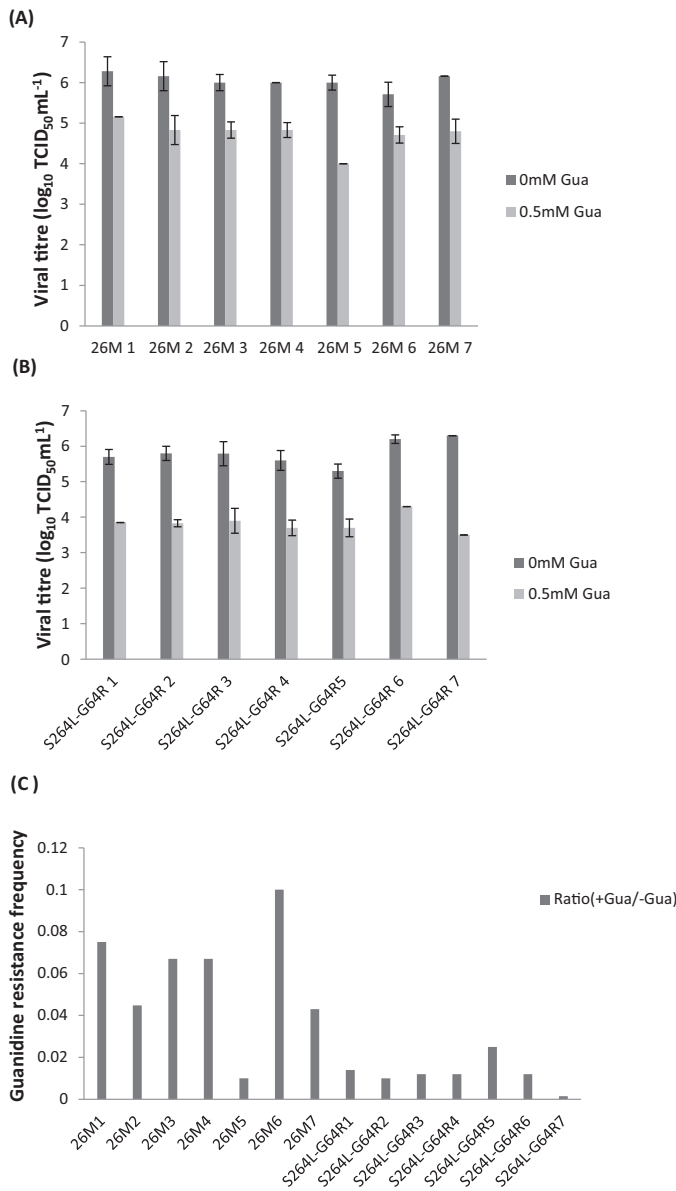 (A)
7
6
5
4
3
2
1
0
Viral titre (log₁₀ TCID₅₀mL⁻¹)
26M 1 26M 2 26M 3 26M 4 26M 5 26M 6 26M 7
0mM Gua
0.5mM Gua
(B)
7
6
5
4
3
2
1
0
Viral titre (log₁₀ TCID₅₀mL¹)
S264L-G64R 1
S264L-G64R 2
S264L-G64R 3
S264L-G64R 4
S264L-G64R5
S264L-G64R 6
S264L-G64R 7
0mM Gua
0.5mM Gua
(C)
0.12
0.1
0.08
0.06
0.04
0.02
0
Guanidine resistance frequency
26M1
26M2
26M3
26M4
26M5
26M6
26M7
S264L-G64R1
S264L-G64R2
S264L-G64R3
S264L-G64R4
S264L-G64R5
S264L-G64R6
S264L-G64R7
Ratio(+Gua/-Gua)